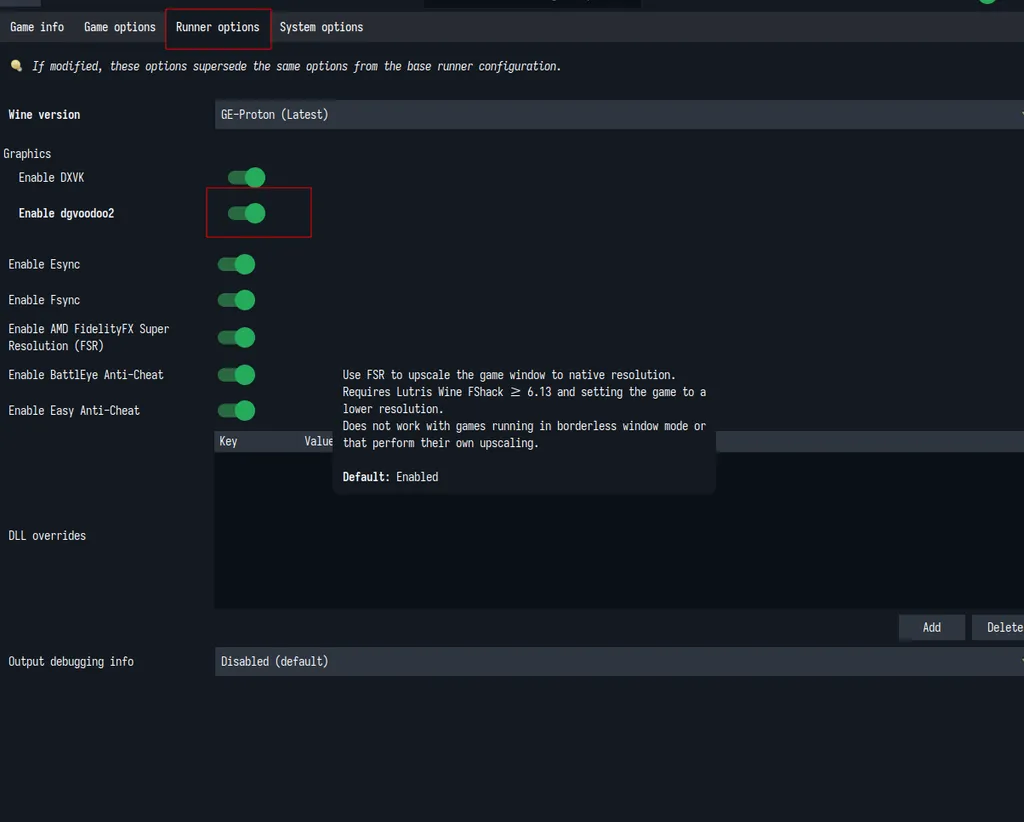 Game info Game options Runner options System options
If modified, these options supersede the same options from the base runner configuration.
Wine version GE-Proton (Latest)
Graphics
Enable DXVK
Enable dgvoodoo2
Enable Esync
Enable Fsync
Enable AMD FidelityFX Super
Resolution (FSR)
Enable BattlEye Anti-Cheat
Enable Easy Anti-Cheat
Use FSR to upscale the game window to native resolution.
Requires Lutris Wine FShack ≥ 6.13 and setting the game to a
lower resolution.
Does not work with games running in borderless window mode or
that perform their own upscaling.
Default: Enabled
Key Value
DLL overrides
Add Delete
Output debugging info Disabled (default)